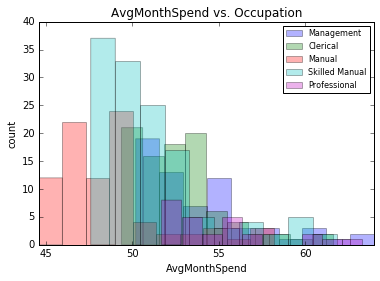 AvgMonthSpend vs. Occupation
Management
Clerical
Manual
Skilled Manual
Professional
count
40
35
30
25
20
15
10
5
0
45 50 55 60
AvgMonthSpend